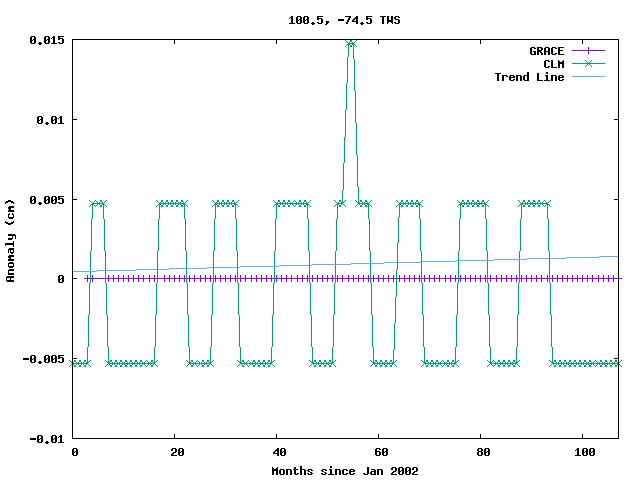 100.5, -74.5 TWS
GRACE
CLM
Trend Line
0.015
0.01
0.005
0
-0.005
-0.01
Anomaly (cm)
0 20 40 60 80 100
Months since Jan 2002